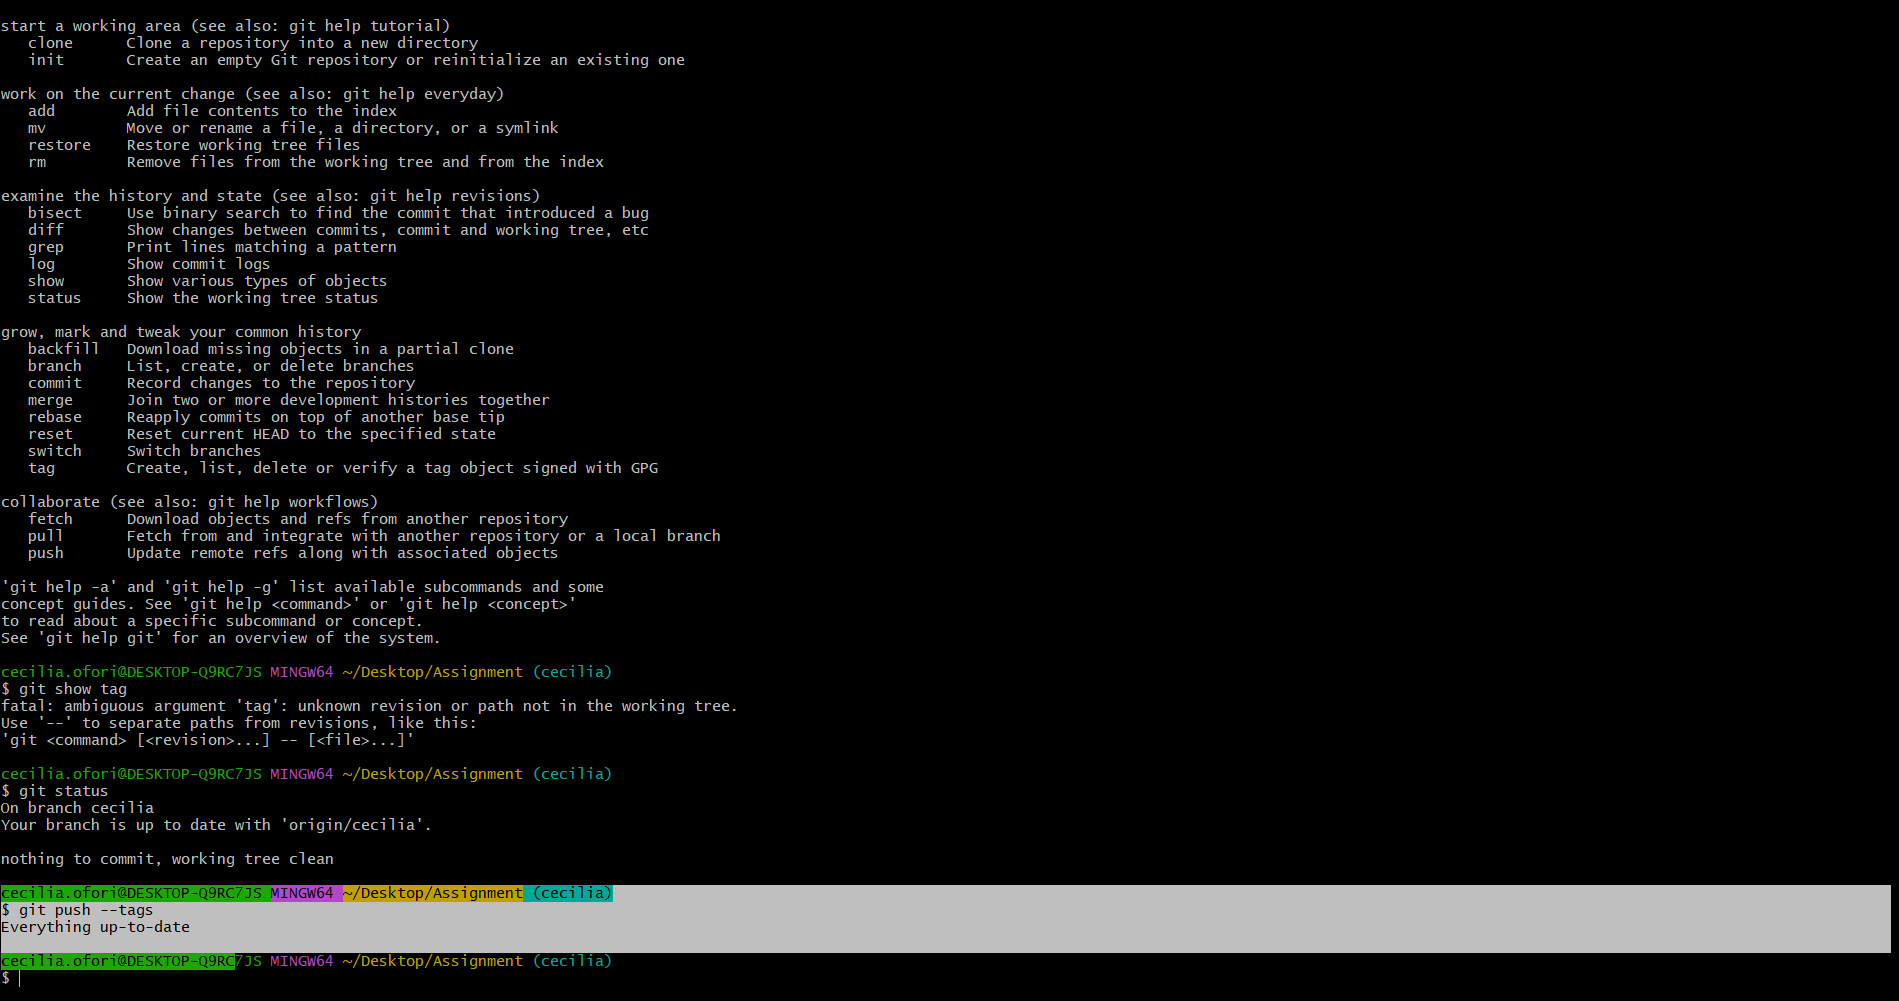 start a working area (see also: git help tutorial)
   clone      Clone a repository into a new directory
   init       Create an empty Git repository or reinitialize an existing one

work on the current change (see also: git help everyday)
   add        Add file contents to the index
   mv         Move or rename a file, a directory, or a symlink
   restore    Restore working tree files
   rm         Remove files from the working tree and from the index

examine the history and state (see also: git help revisions)
   bisect     Use binary search to find the commit that introduced a bug
   diff       Show changes between commits, commit and working tree, etc
   grep       Print lines matching a pattern
   log        Show commit logs
   show       Show various types of objects
   status     Show the working tree status

grow, mark and tweak your common history
   backfill   Download missing objects in a partial clone
   branch     List, create, or delete branches
   commit     Record changes to the repository
   merge      Join two or more development histories together
   rebase     Reapply commits on top of another base tip
   reset      Reset current HEAD to the specified state
   switch     Switch branches
   tag        Create, list, delete or verify a tag object signed with GPG

collaborate (see also: git help workflows)
   fetch      Download objects and refs from another repository
   pull       Fetch from and integrate with another repository or a local branch
   push       Update remote refs along with associated objects

'git help -a' and 'git help -g' list available subcommands and some
concept guides. See 'git help <command>' or 'git help <concept>'
to read about a specific subcommand or concept.
See 'git help git' for an overview of the system.

cecilia.ofori@DESKTOP-Q9RC7JS MINGW64 ~/Desktop/Assignment (cecilia)
$ git show tag
fatal: ambiguous argument 'tag': unknown revision or path not in the working tree.
Use '--' to separate paths from revisions, like this:
'git <command> [<revision>...] -- [<file>...]'

cecilia.ofori@DESKTOP-Q9RC7JS MINGW64 ~/Desktop/Assignment (cecilia)
$ git status
On branch cecilia
Your branch is up to date with 'origin/cecilia'.

nothing to commit, working tree clean

cecilia.ofori@DESKTOP-Q9RC7JS MINGW64 ~/Desktop/Assignment (cecilia)
$ git push --tags
Everything up-to-date

cecilia.ofori@DESKTOP-Q9RC7JS MINGW64 ~/Desktop/Assignment (cecilia)
$